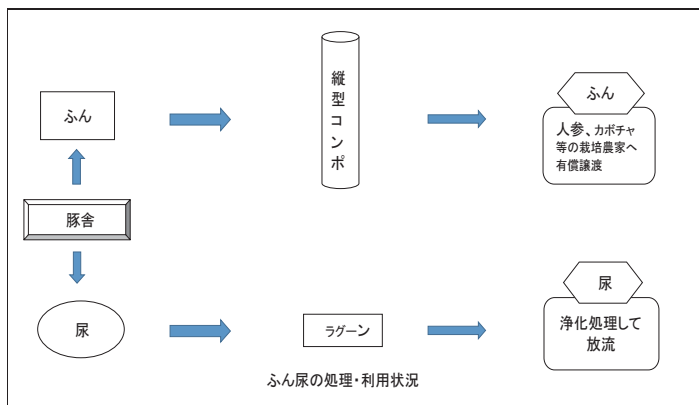 ふん
縦型コンポ
ふん
人参、カボチャ
等の栽培農家へ
有償譲渡
豚舎
尿
ラグーン
尿
浄化処理して
放流
ふん尿の処理・利用状況